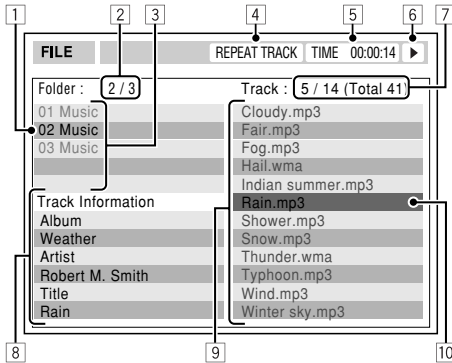 1 2 3 4 5 6 7
FILE REPEAT TRACK TIME 00:00:14
Folder : 2 / 3
01 Music
02 Music
03 Music
Track Information
Album
Weather
Artist
Robert M. Smith
Title
Rain
Track : 5 / 14 (Total 41)
Cloudy.mp3
Fair.mp3
Fog.mp3
Hail.wma
Indian summer.mp3
Rain.mp3
Shower.mp3
Snow.mp3
Thunder.wma
Typhoon.mp3
Wind.mp3
Winter sky.mp3
8 9 10